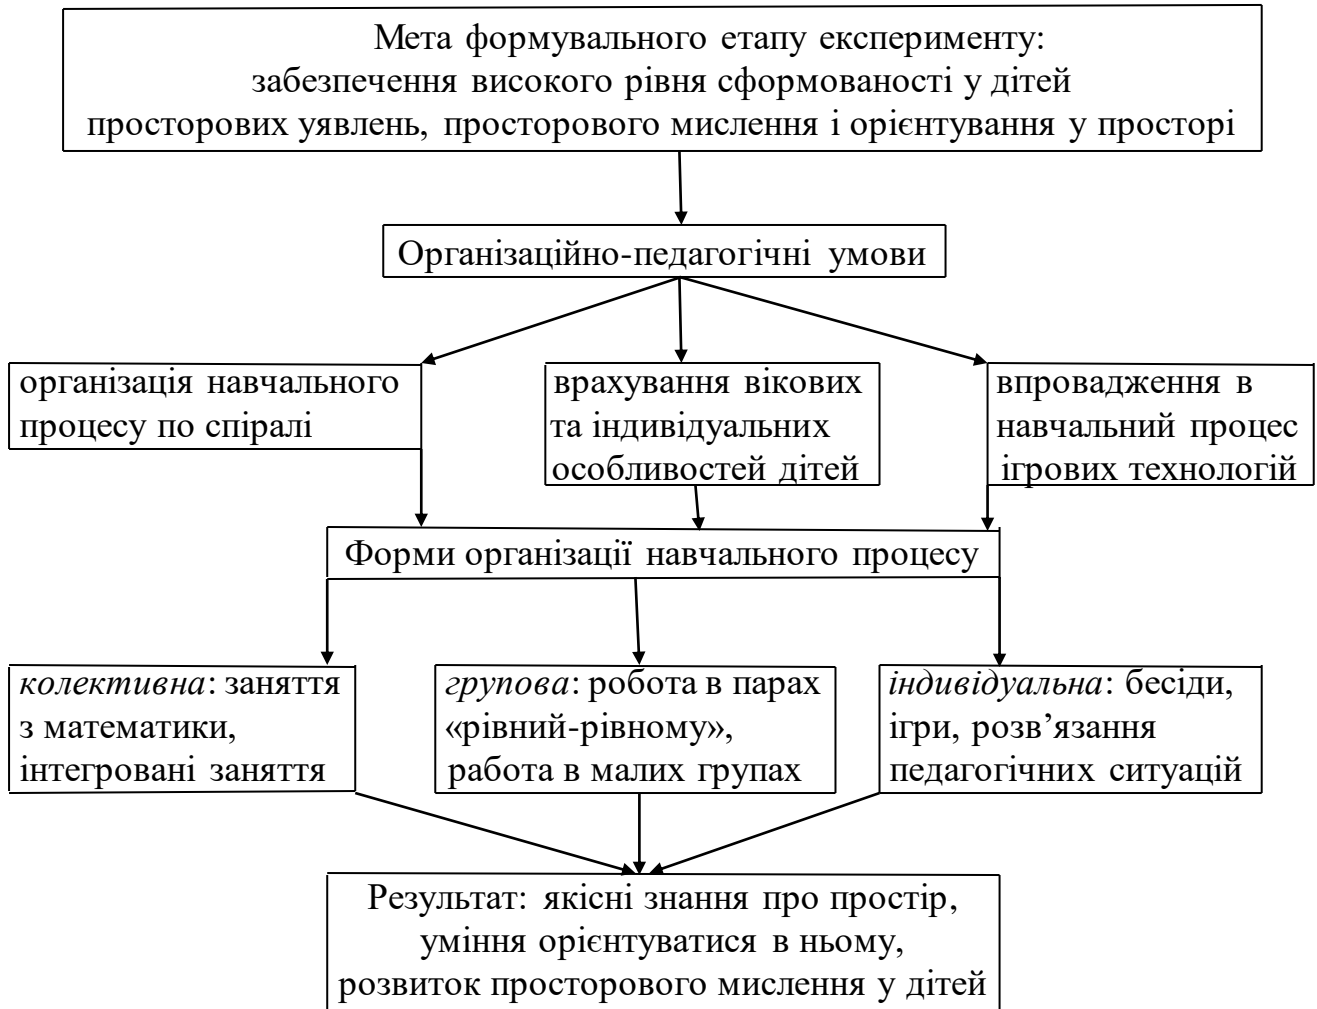 Мета формувального етапу експерименту:
забезпечення високого рівня сформованості у дітей
просторових уявлень, просторового мислення і орієнтування у просторі
Організаційно-педагогічні умови
організація навчального
процесу по спіралі
врахування вікових
та індивідуальних
особливостей дітей
впровадження в
навчальний процес
ігрових технологій
Форми організації навчального процесу
колективна: заняття
з математики,
інтегровані заняття
групова: робота в парах
«рівний-рівному»,
работа в малих групах
індивідуальна: бесіди,
ігри, розв’язання
педагогічних ситуацій
Результат: якісні знання про простір,
уміння орієнтуватися в ньому,
розвиток просторового мислення у дітей